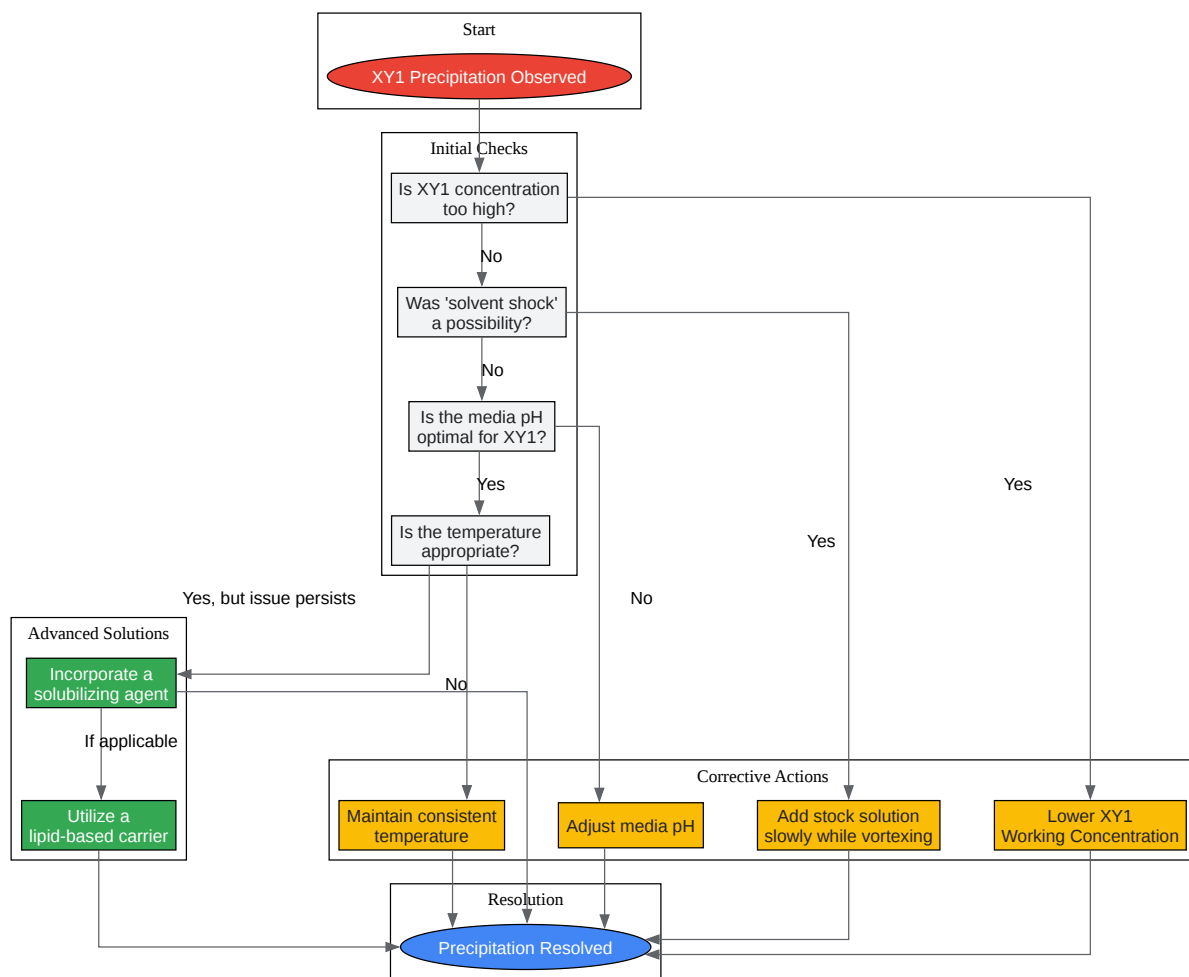 Start
XY1 Precipitation Observed
Initial Checks
Is XY1 concentration
too high?
No
Was 'solvent shock'
a possibility?
No
Is the media pH
optimal for XY1?
Yes
Yes
Is the temperature
appropriate?
Yes
Yes, but issue persists
No
Advanced Solutions
Incorporate a
solubilizing agent
No
If applicable
Corrective Actions
Utilize a
lipid-based carrier
Maintain consistent
temperature
Adjust media pH
Add stock solution
slowly while vortexing
Lower XY1
Working Concentration
Resolution
Precipitation Resolved